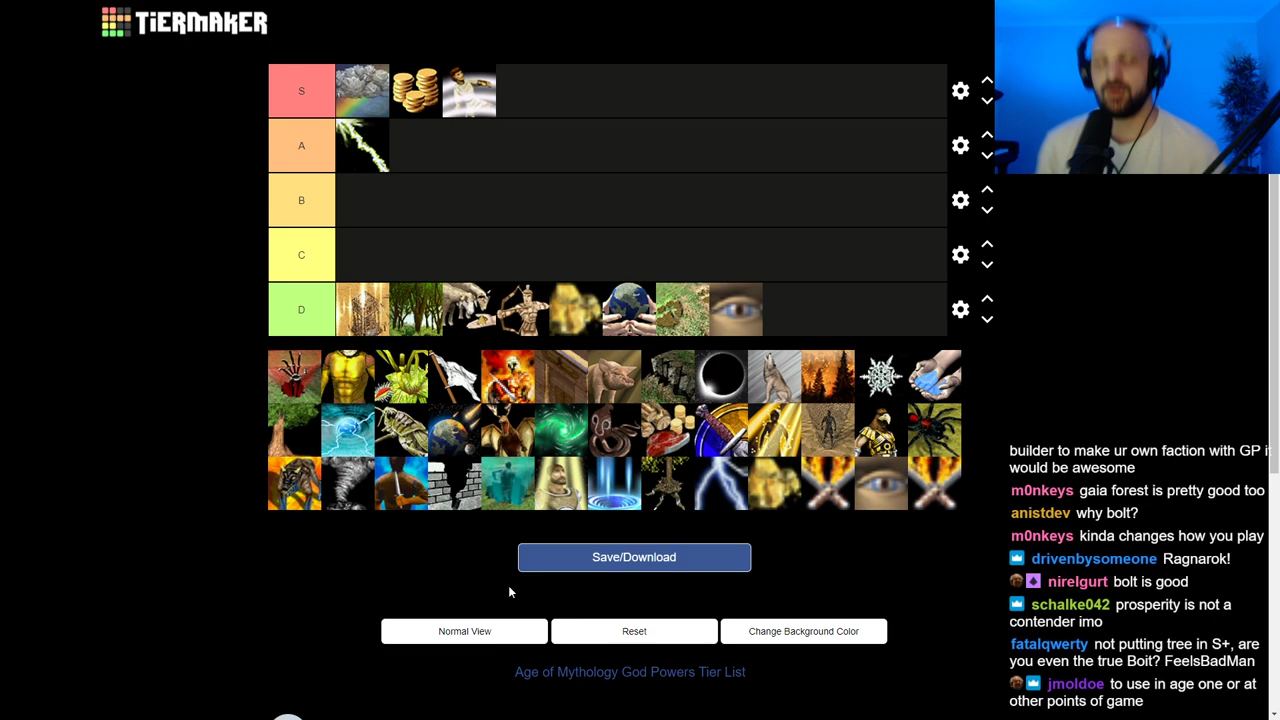 TiERMAKER
S
A
B
C
D
Save/Download
Normal View
Reset
Change Background Color
Age of Mythology God Powers Tier List
builder to make ur own faction with GP it
would be awesome
m0nkeys gaia forest is pretty good too
anistdev why bolt?
m0nkeys kinda changes how you play
drivenbysomeone Ragnarok!
nirelgurt bolt is good
schalke042 prosperity is not a
contender imo
fatalqwerty not putting tree in S+, are
you even the true Boit? FeelsBadMan
jmoldoe to use in age one or at
other points of game